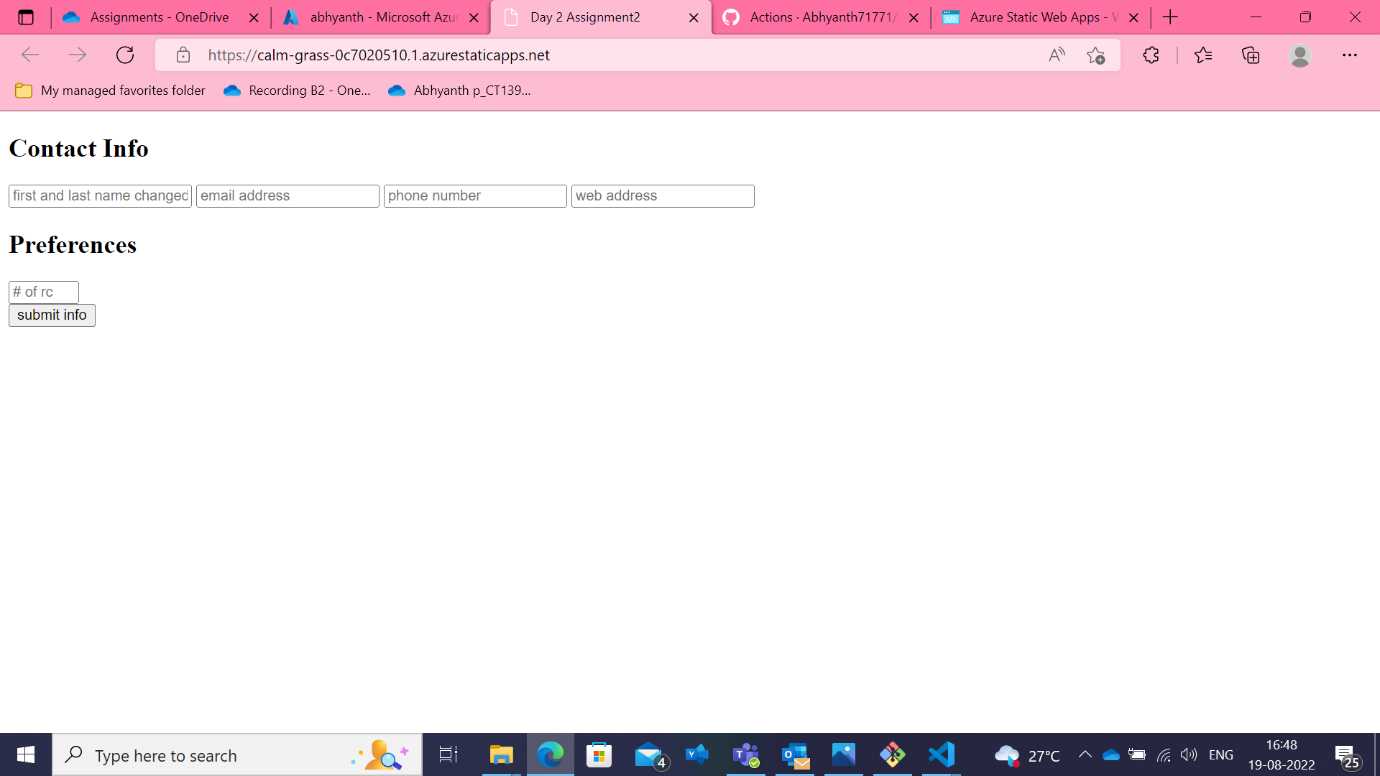 Assignments - OneDrive
abhyanth - Microsoft Azu
Day 2 Assignment2
Actions · Abhyanth71771/
Azure Static Web Apps -
https://calm-grass-0c7020510.1.azurestaticapps.net
My managed favorites folder
Recording B2 - One...
Abhyanth p_CT139...
Contact Info
first and last name changed
email address
phone number
web address
Preferences
# of rc
submit info
Type here to search
4
27°C
ENG
16:48
19-08-2022
25